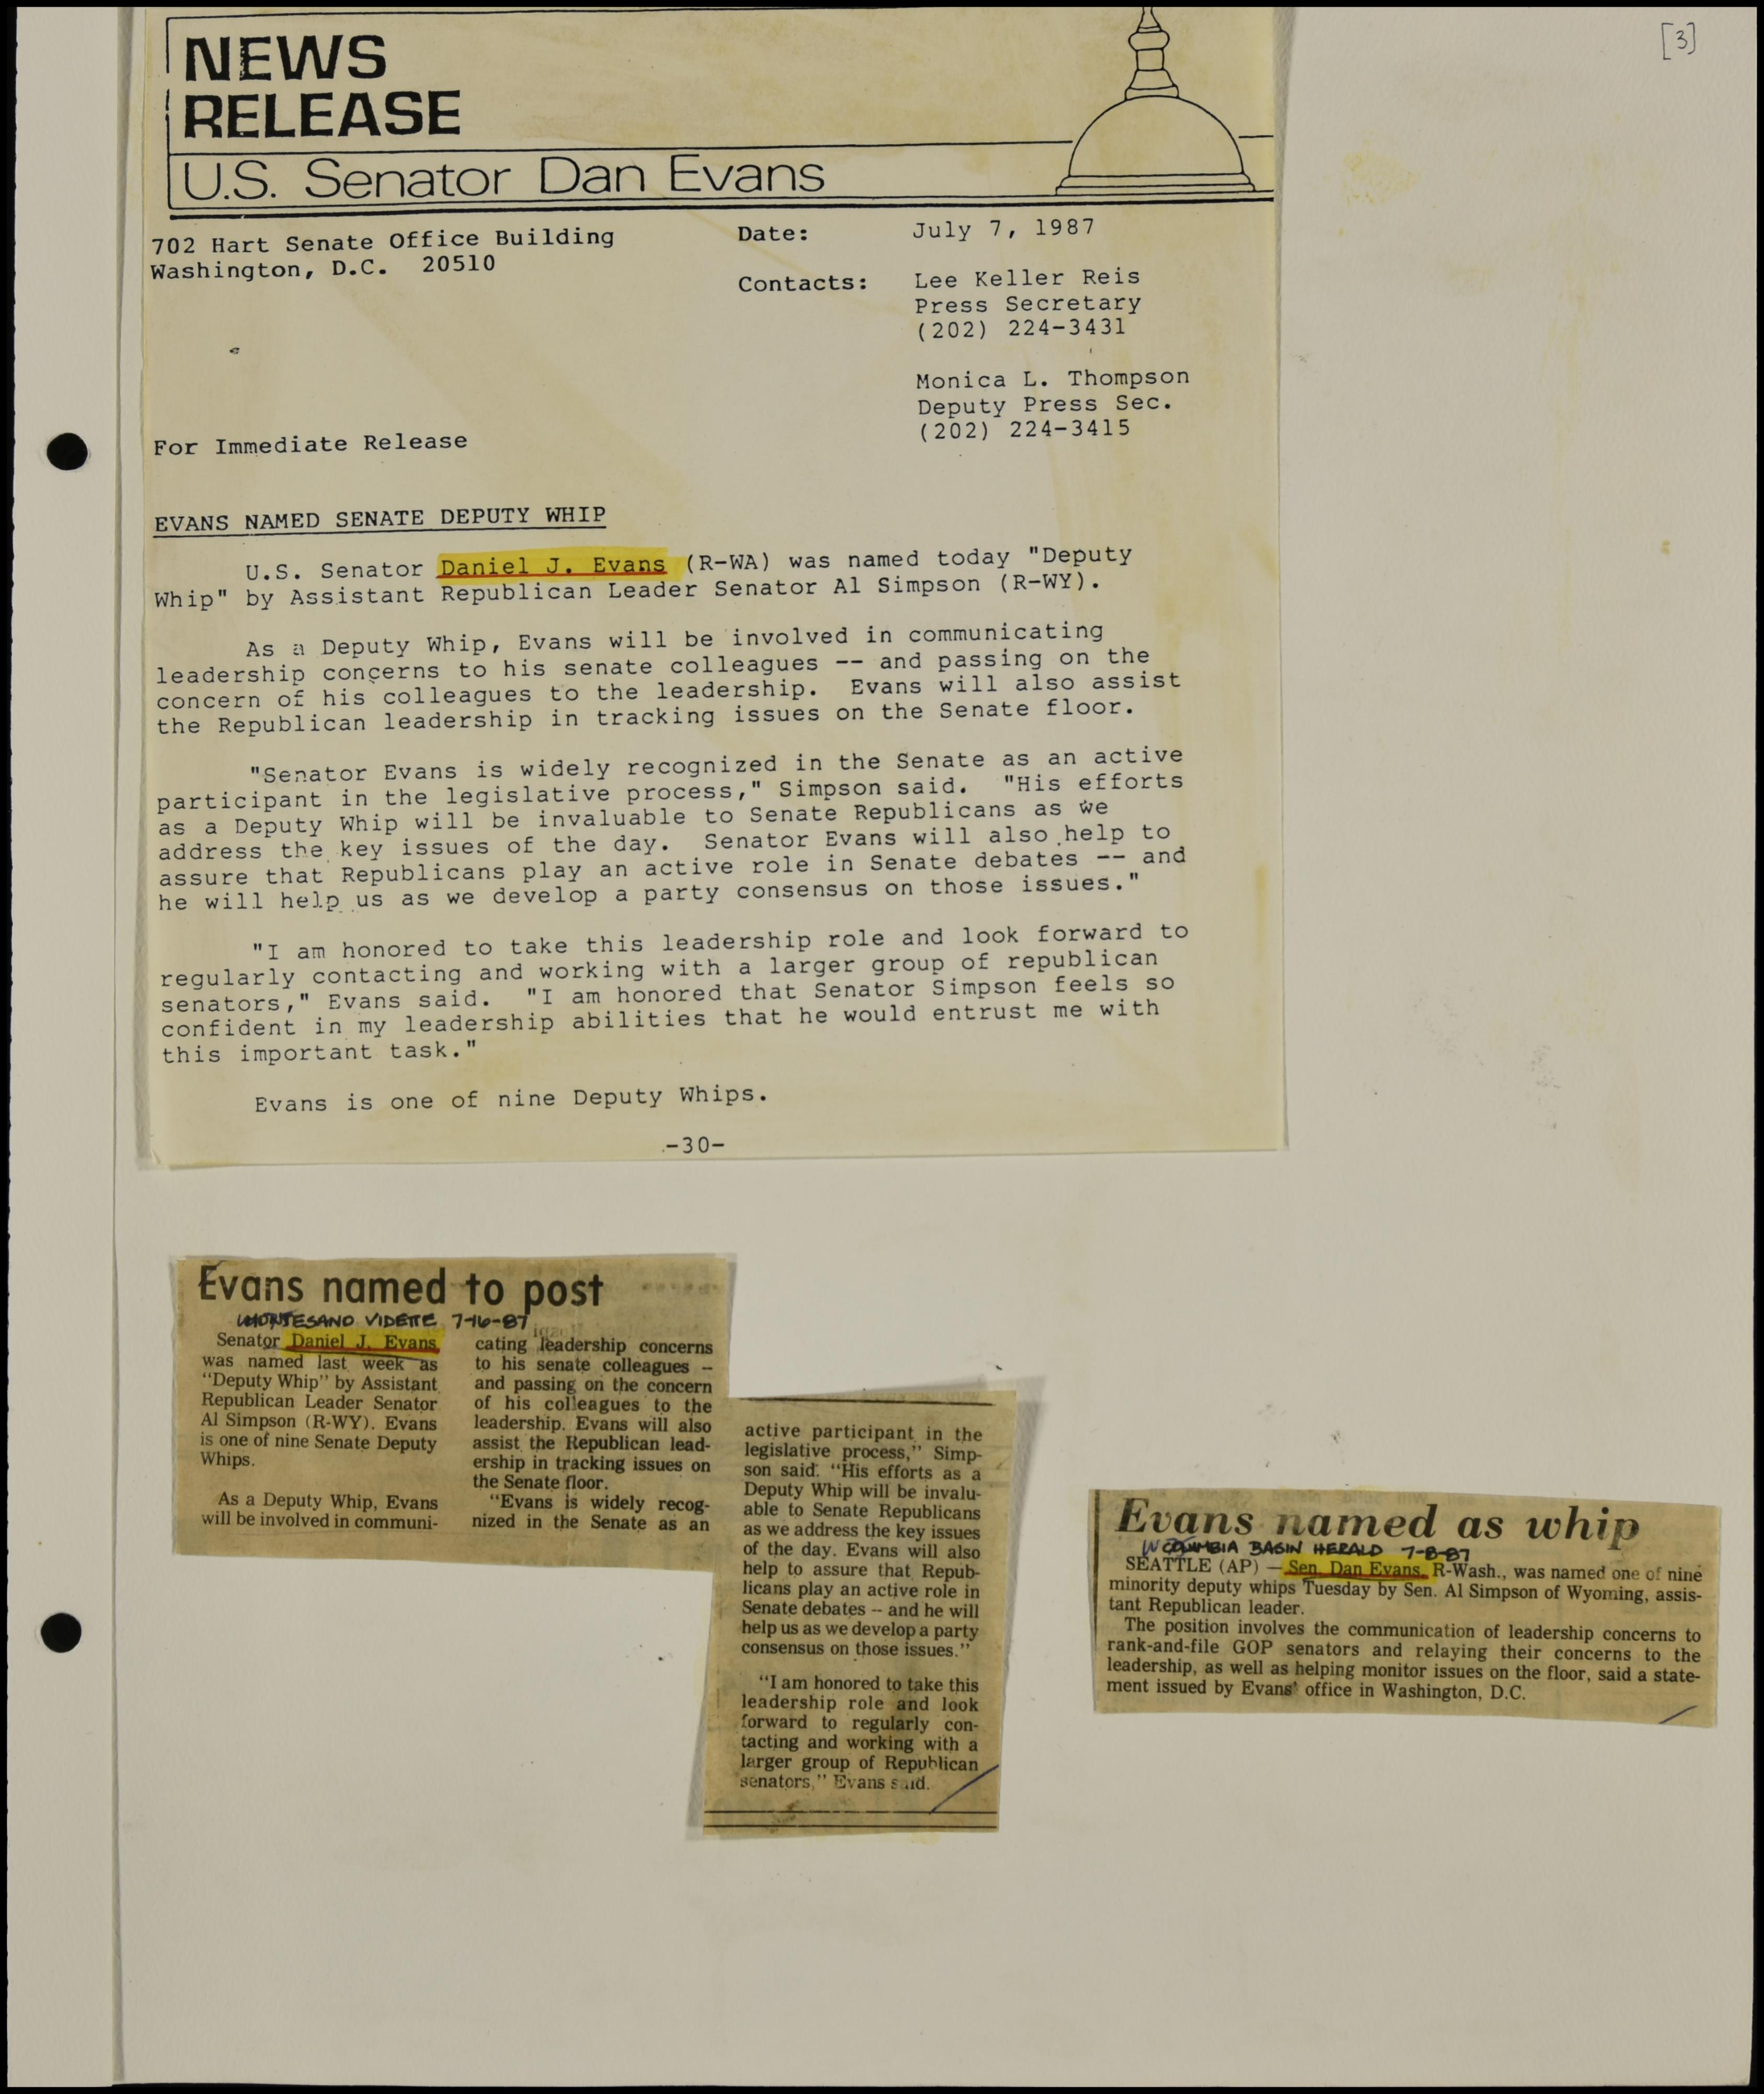 [3]
NEWS
RELEASE
U.S. Senator Dan Evans
702 Hart Senate Office Building
Washington, D.C.  20510
Date: July 7, 1987
Contacts: Lee Keller Reis
Press Secretary
(202) 224-3431
Monica L. Thompson
Deputy Press Sec.
(202) 224-3415
For Immediate Release
EVANS NAMED SENATE DEPUTY WHIP
U.S. Senator Daniel J. Evans (R-WA) was named today "Deputy
Whip" by Assistant Republican Leader Senator Al Simpson (R-WY).
As a Deputy Whip, Evans will be involved in communicating
leadership concerns to his senate colleagues -- and passing on the
concern of his colleagues to the leadership.  Evans will also assist
the Republican leadership in tracking issues on the Senate floor.
"Senator Evans is widely recognized in the Senate as an active
participant in the legislative process," Simpson said.  "His efforts
as a Deputy Whip will be invaluable to Senate Republicans as we
address the key issues of the day.  Senator Evans will also help to
assure that Republicans play an active role in Senate debates -- and
he will help us as we develop a party consensus on those issues."
"I am honored to take this leadership role and look forward to
regularly contacting and working with a larger group of republican
senators," Evans said.  "I am honored that Senator Simpson feels so
confident in my leadership abilities that he would entrust me with
this important task."
Evans is one of nine Deputy Whips.
-30-
Evans named to post
MONTESANO VIDETTE 7-16-87
Senator Daniel J. Evans
was named last week as
"Deputy Whip" by Assistant
Republican Leader Senator
Al Simpson (R-WY). Evans
is one of nine Senate Deputy
Whips.
As a Deputy Whip, Evans
will be involved in communi-
cating leadership concerns
to his senate colleagues --
and passing on the concern
of his colleagues to the
leadership. Evans will also
assist the Republican lead-
ership in tracking issues on
the Senate floor.
"Evans is widely recog-
nized in the Senate as an
active participant in the
legislative process," Simp-
son said. "His efforts as a
Deputy Whip will be invalu-
able to Senate Republicans
as we address the key issues
of the day. Evans will also
help to assure that Repub-
licans play an active role in
Senate debates -- and he will
help us as we develop a party
consensus on those issues."
"I am honored to take this
leadership role and look
forward to regularly con-
tacting and working with a
larger group of Republican
senators," Evans said.
Evans named as whip
COLUMBIA BASIN HERALD 7-8-87
SEATTLE (AP) — Sen. Dan Evans, R-Wash., was named one of nine
minority deputy whips Tuesday by Sen. Al Simpson of Wyoming, assis-
tant Republican leader.
The position involves the communication of leadership concerns to
rank-and-file GOP senators and relaying their concerns to the
leadership, as well as helping monitor issues on the floor, said a state-
ment issued by Evans' office in Washington, D.C.